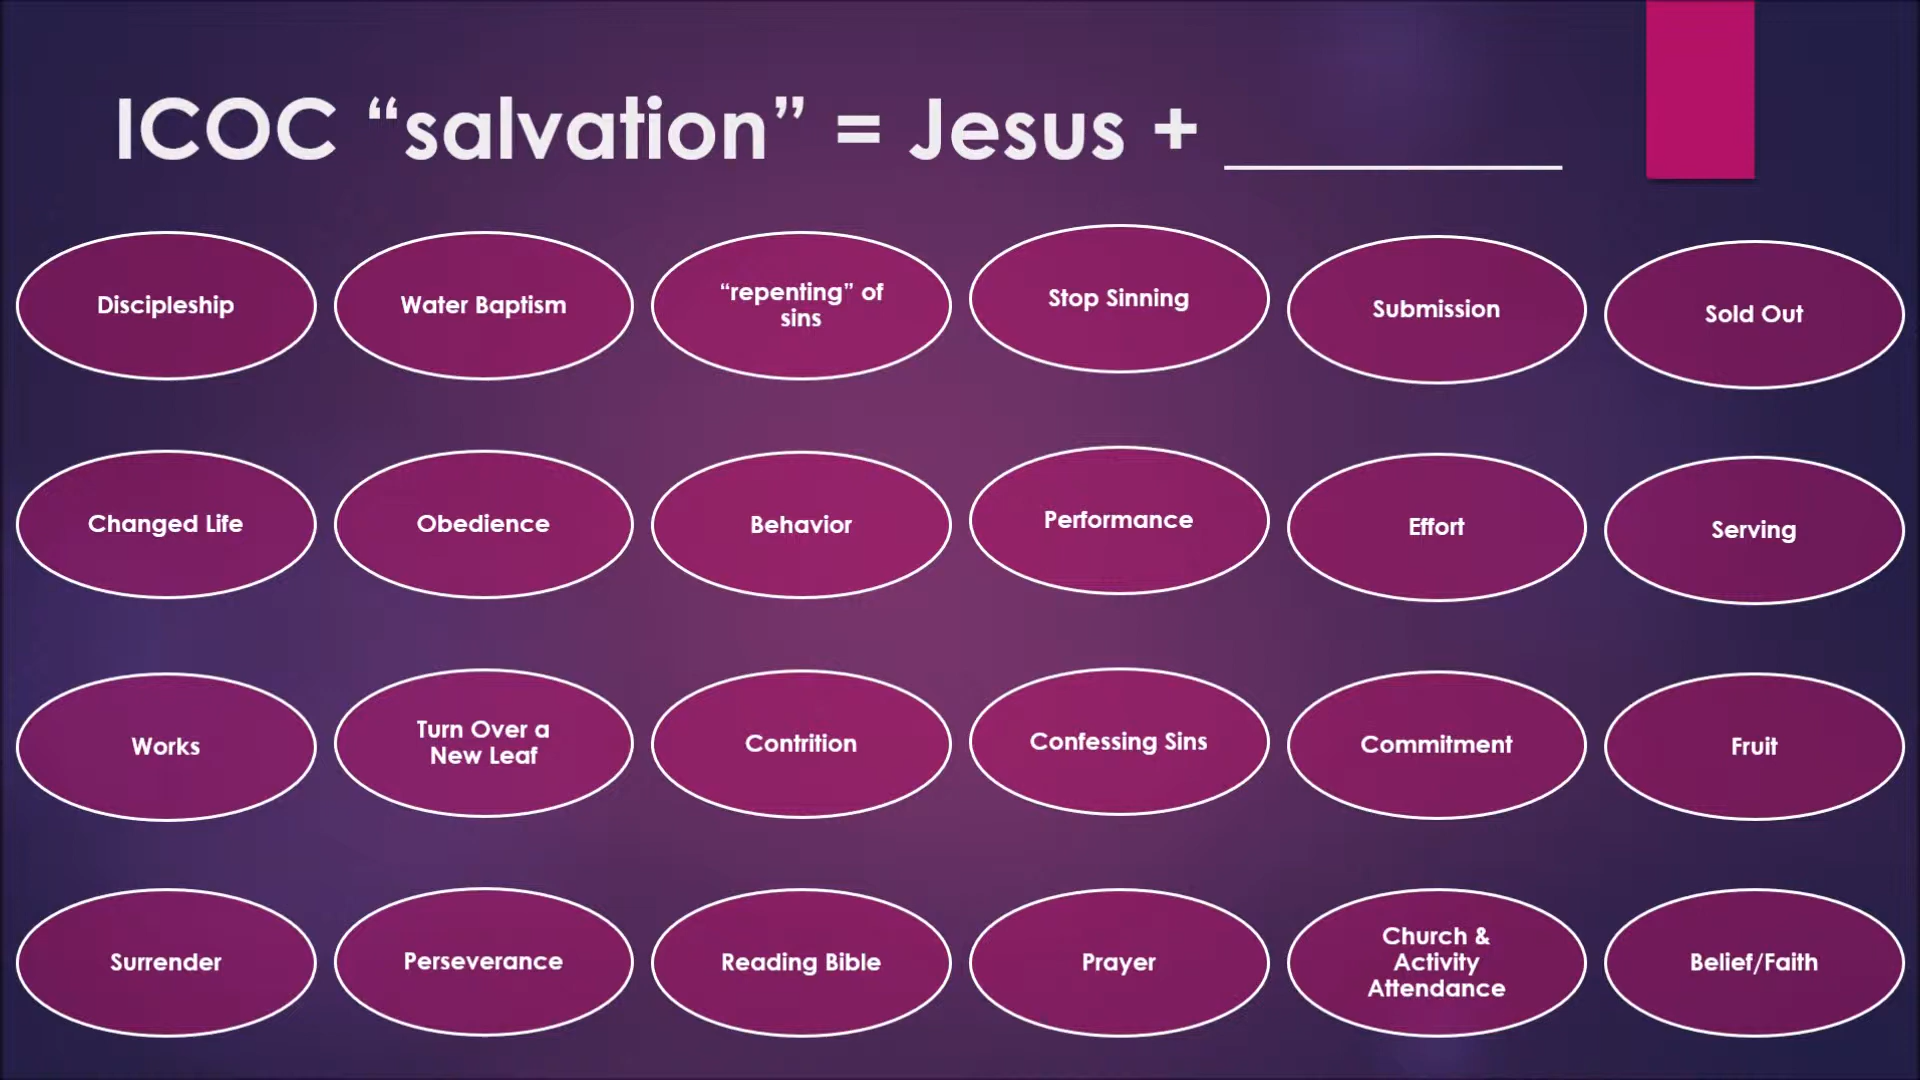 ICOC “salvation” = Jesus + __________
Discipleship
Water Baptism
“repenting” of
sins
Stop Sinning
Submission
Sold Out
Changed Life
Obedience
Behavior
Performance
Effort
Serving
Works
Turn Over a
New Leaf
Contrition
Confessing Sins
Commitment
Fruit
Surrender
Perseverance
Reading Bible
Prayer
Church &
Activity
Attendance
Belief/Faith